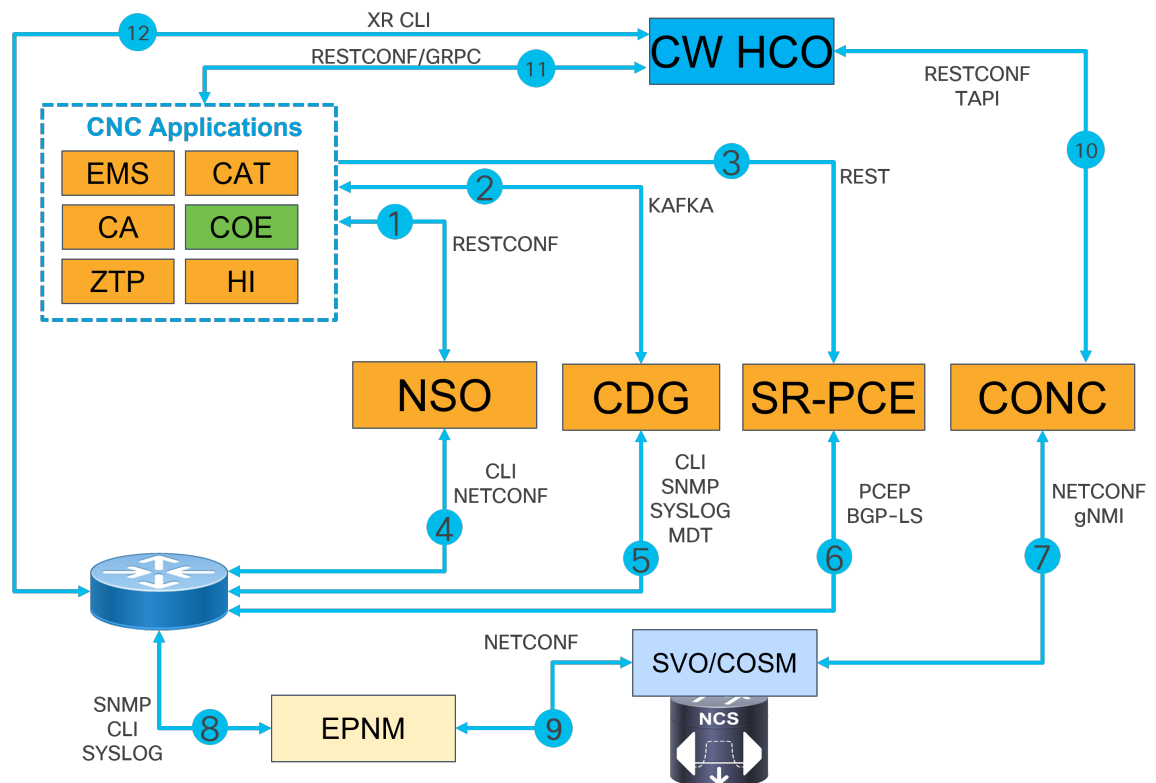 12
XR CLI
CW HCO
RESTCONF/GRPC
11
RESTCONF
TAPI
CNC Applications
EMS
CAT
CA
COE
ZTP
HI
3
REST
10
2
KAFKA
1
RESTCONF
NSO
CDG
SR-PCE
CONC
CLI
NETCONF
4
CLI
SNMP
SYSLOG
MDT
5
PCEP
BGP-LS
6
NETCONF
gNMI
7
NETCONF
SVO/COSM
SNMP
CLI
SYSLOG
8
EPNM
9
NCS